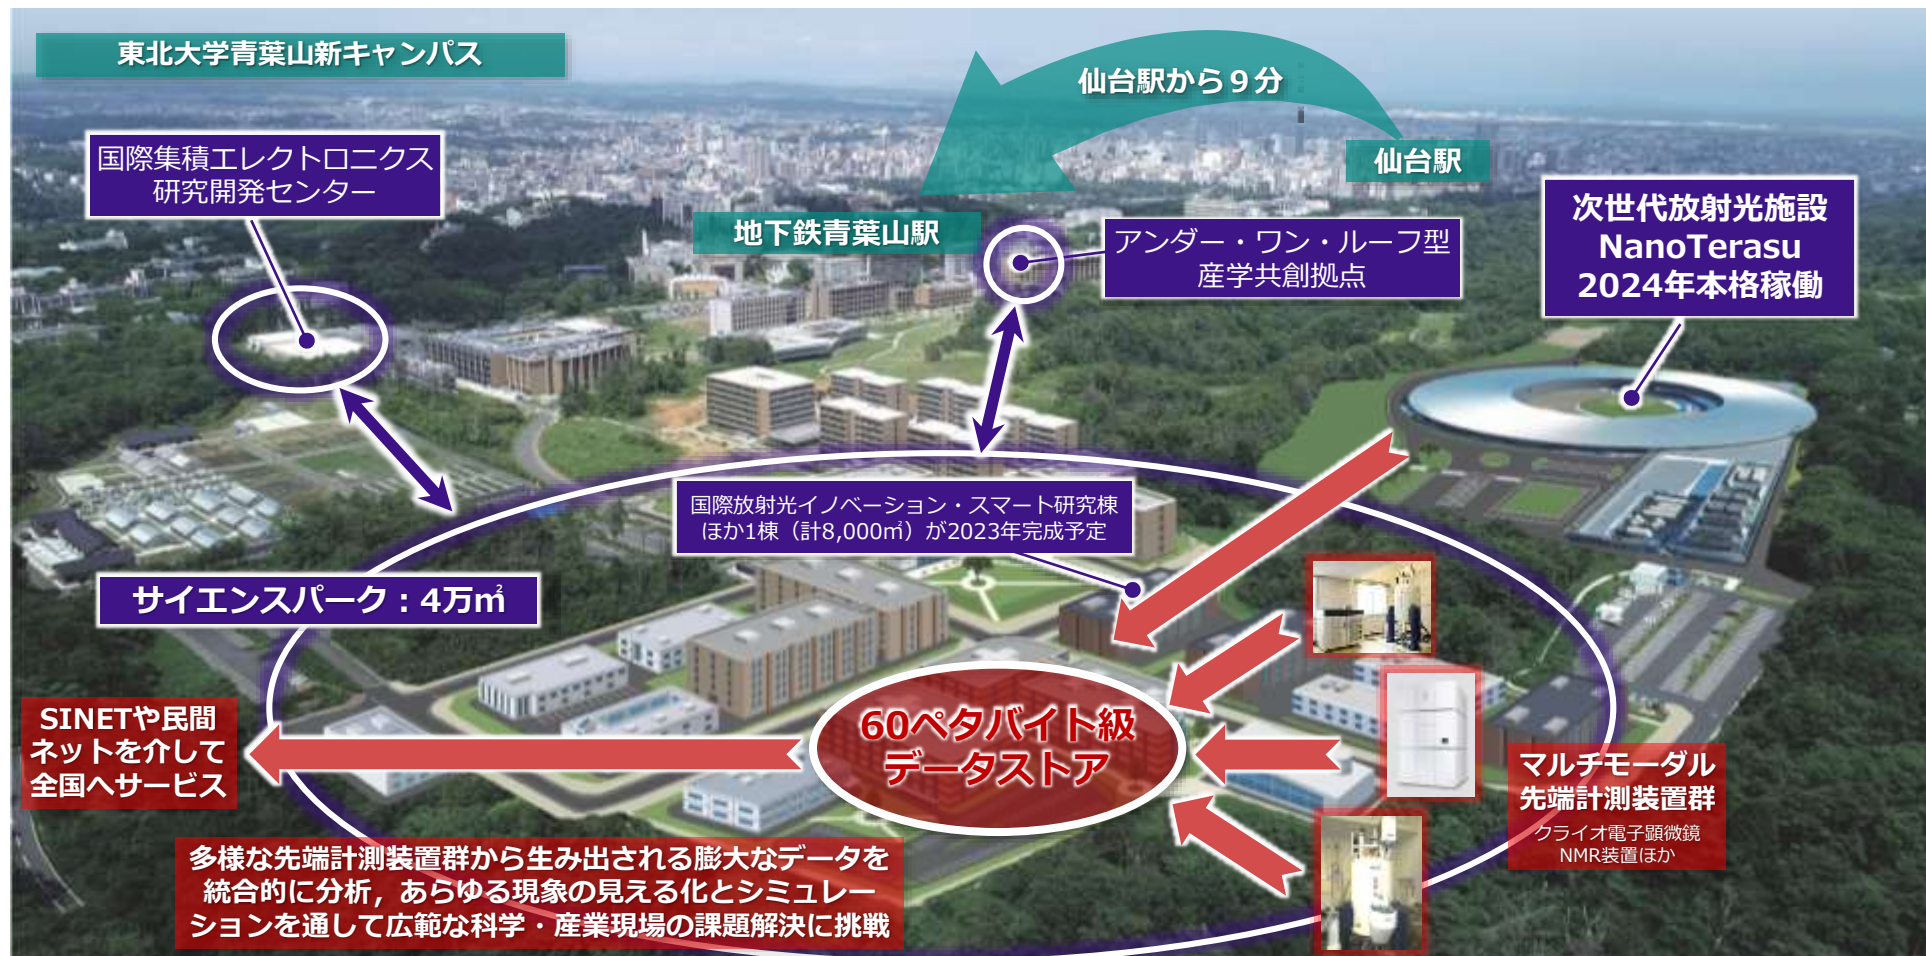 東北大学青葉山新キャンパス
仙台駅から９分
仙台駅
国際集積エレクトロニクス
研究開発センター
地下鉄青葉山駅
アンダー・ワン・ルーフ型
産学共創拠点
次世代放射光施設
NanoTerasu
2024年本格稼働
国際放射光イノベーション・スマート研究棟
ほか1棟（計8,000㎡）が2023年完成予定
サイエンスパーク：4万㎡
60ペタバイト級
データストア
SINETや民間
ネットを介して
全国へサービス
マルチモーダル
先端計測装置群
クライオ電子顕微鏡
NMR装置ほか
多様な先端計測装置群から生み出される膨大なデータを
統合的に分析，あらゆる現象の見える化とシミュレー
ションを通して広範な科学・産業現場の課題解決に挑戦